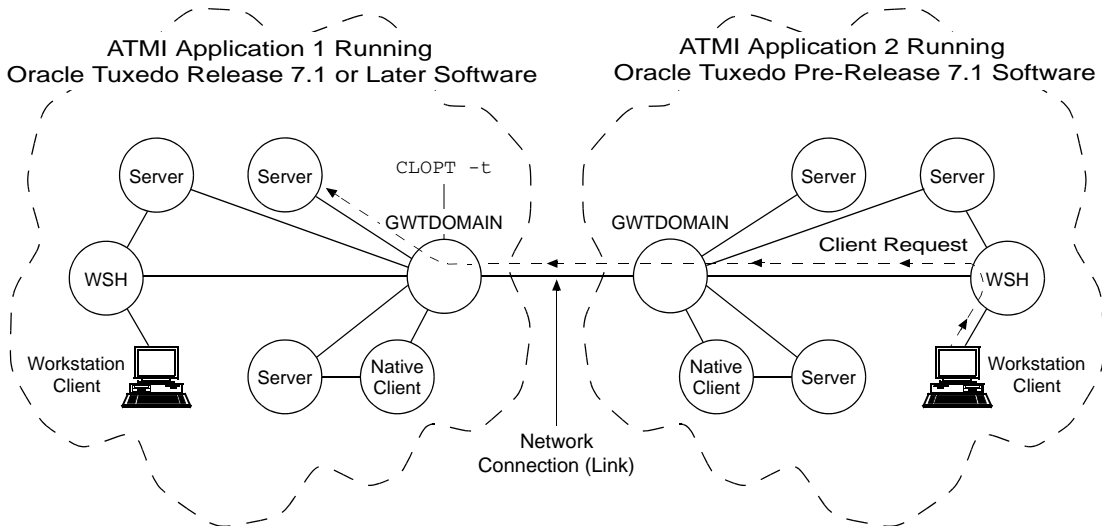 ATMI Application 1 Running
Oracle Tuxedo Release 7.1 or Later Software
ATMI Application 2 Running
Oracle Tuxedo Pre-Release 7.1 Software
Server
Server
CLOPT -t
GWTDOMAIN
WSH
Workstation
Client
Server
Native
Client
Network
Connection (Link)
GWTDOMAIN
Server
Server
Client Request
WSH
Native
Client
Server
Workstation
Client